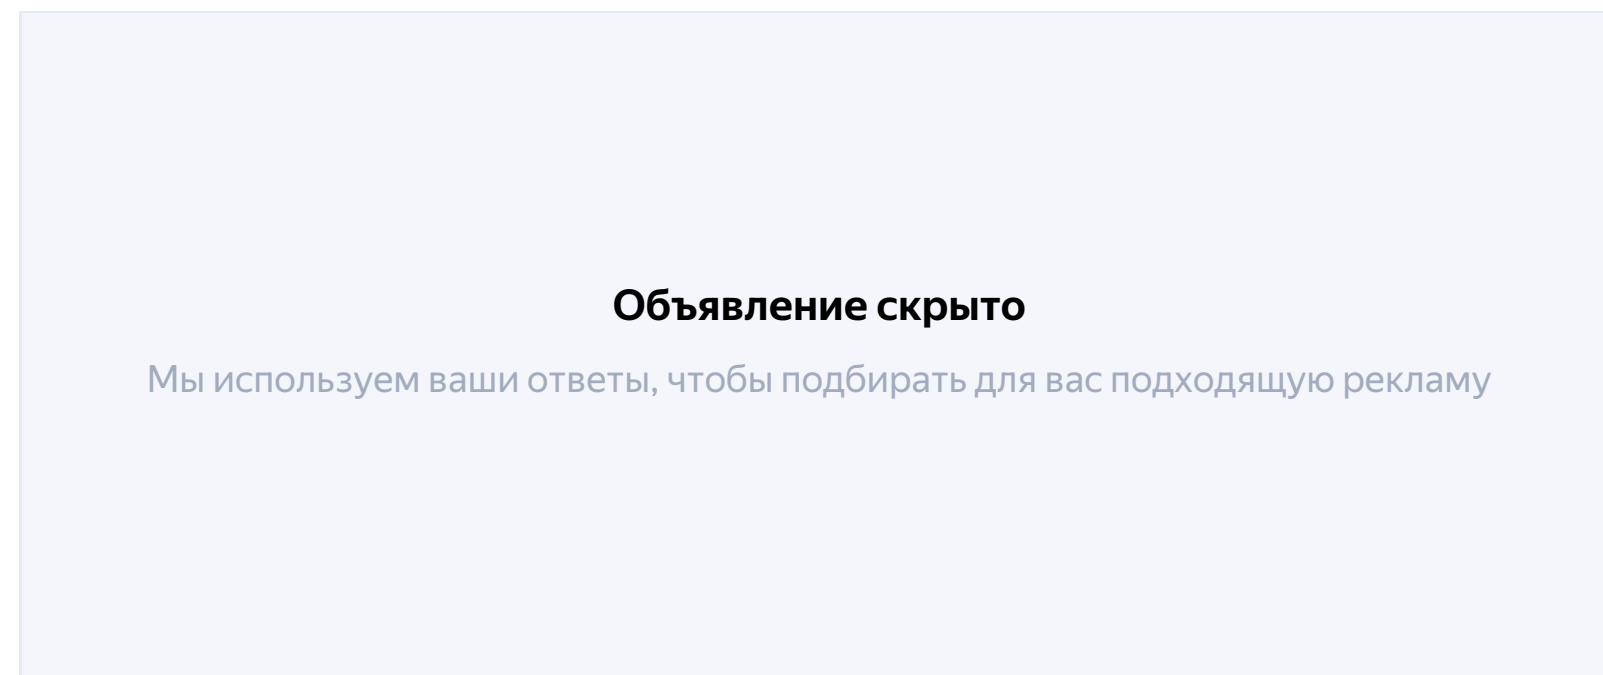 Объявление скрыто
Мы используем ваши ответы, чтобы подбирать для вас подходящую рекламу